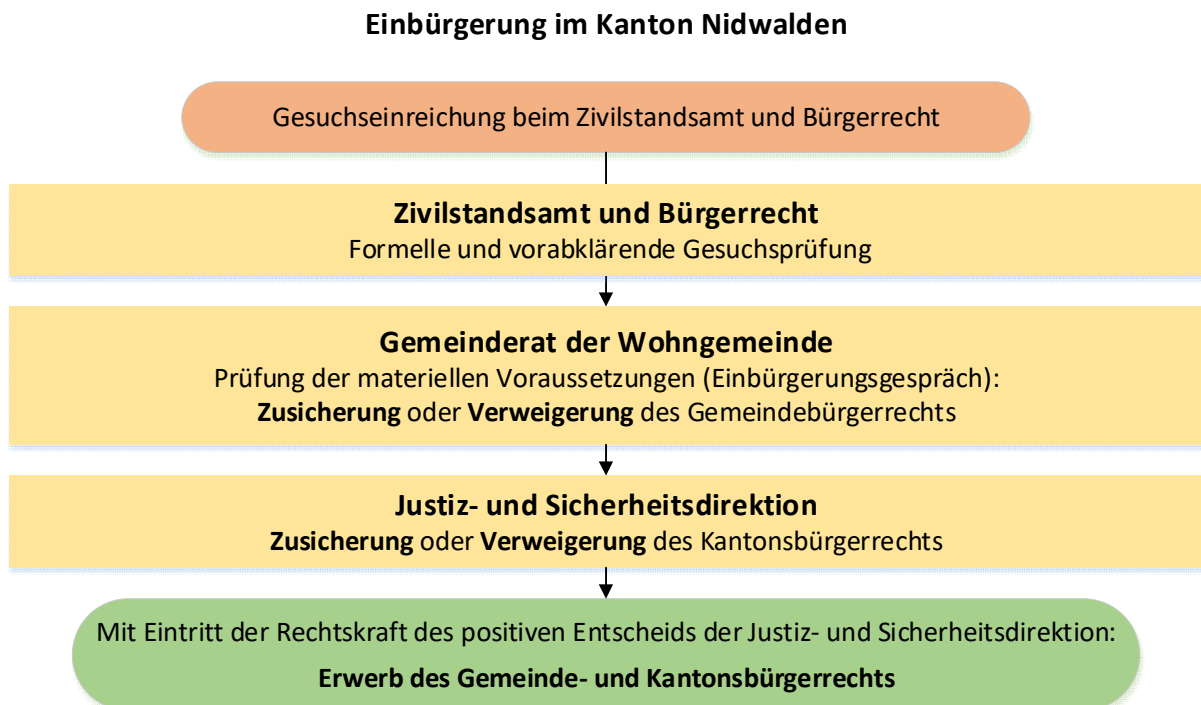 Einbürgerung im Kanton Nidwalden
Gesuchseinreichung beim Zivilstandsamt und Bürgerrecht
Zivilstandsamt und Bürgerrecht
Formelle und vorabklärende Gesuchsprüfung
Gemeinderat der Wohngemeinde
Prüfung der materiellen Voraussetzungen (Einbürgerungsgespräch):
Zusicherung oder Verweigerung des Gemeindebürgerrechts
Justiz- und Sicherheitsdirektion
Zusicherung oder Verweigerung des Kantonsbürgerrechts
Mit Eintritt der Rechtskraft des positiven Entscheids der Justiz- und Sicherheitsdirektion:
Erwerb des Gemeinde- und Kantonsbürgerrechts